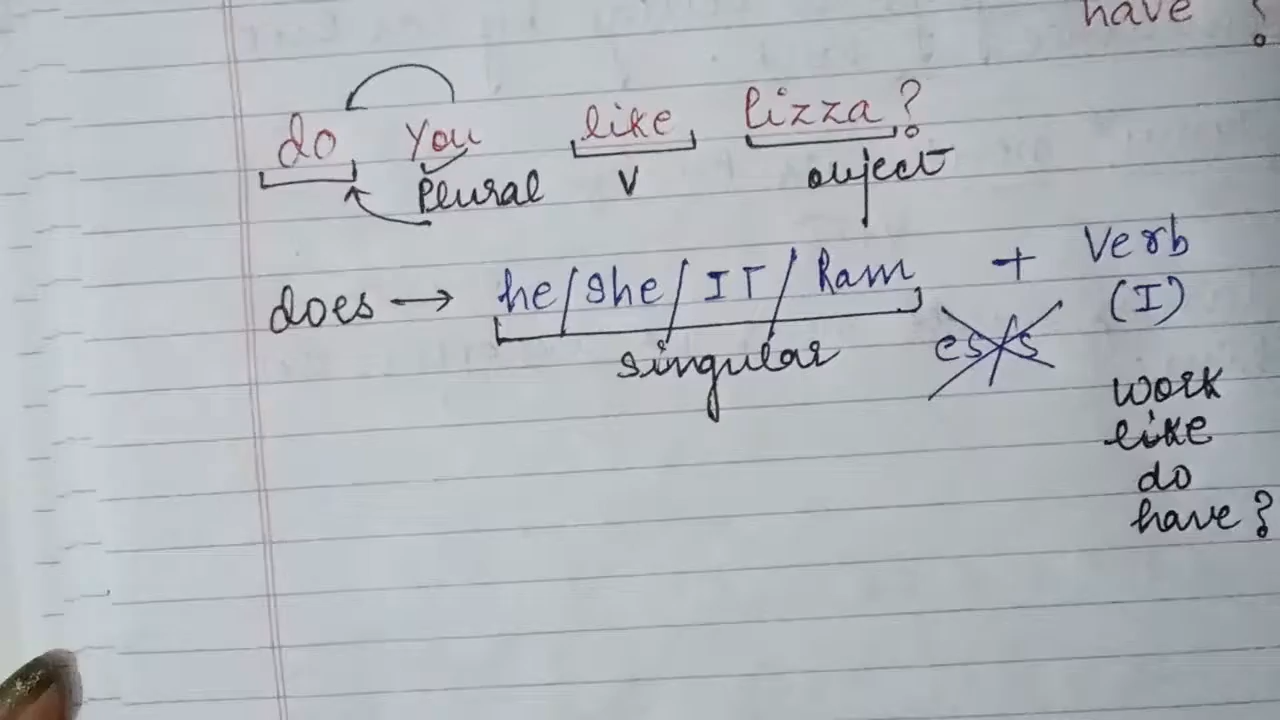 have ?
do you like Pizza?
Plural V object
does → he/She/IT/Ram + Verb
(I)
singular es/s
work
like
do
have?